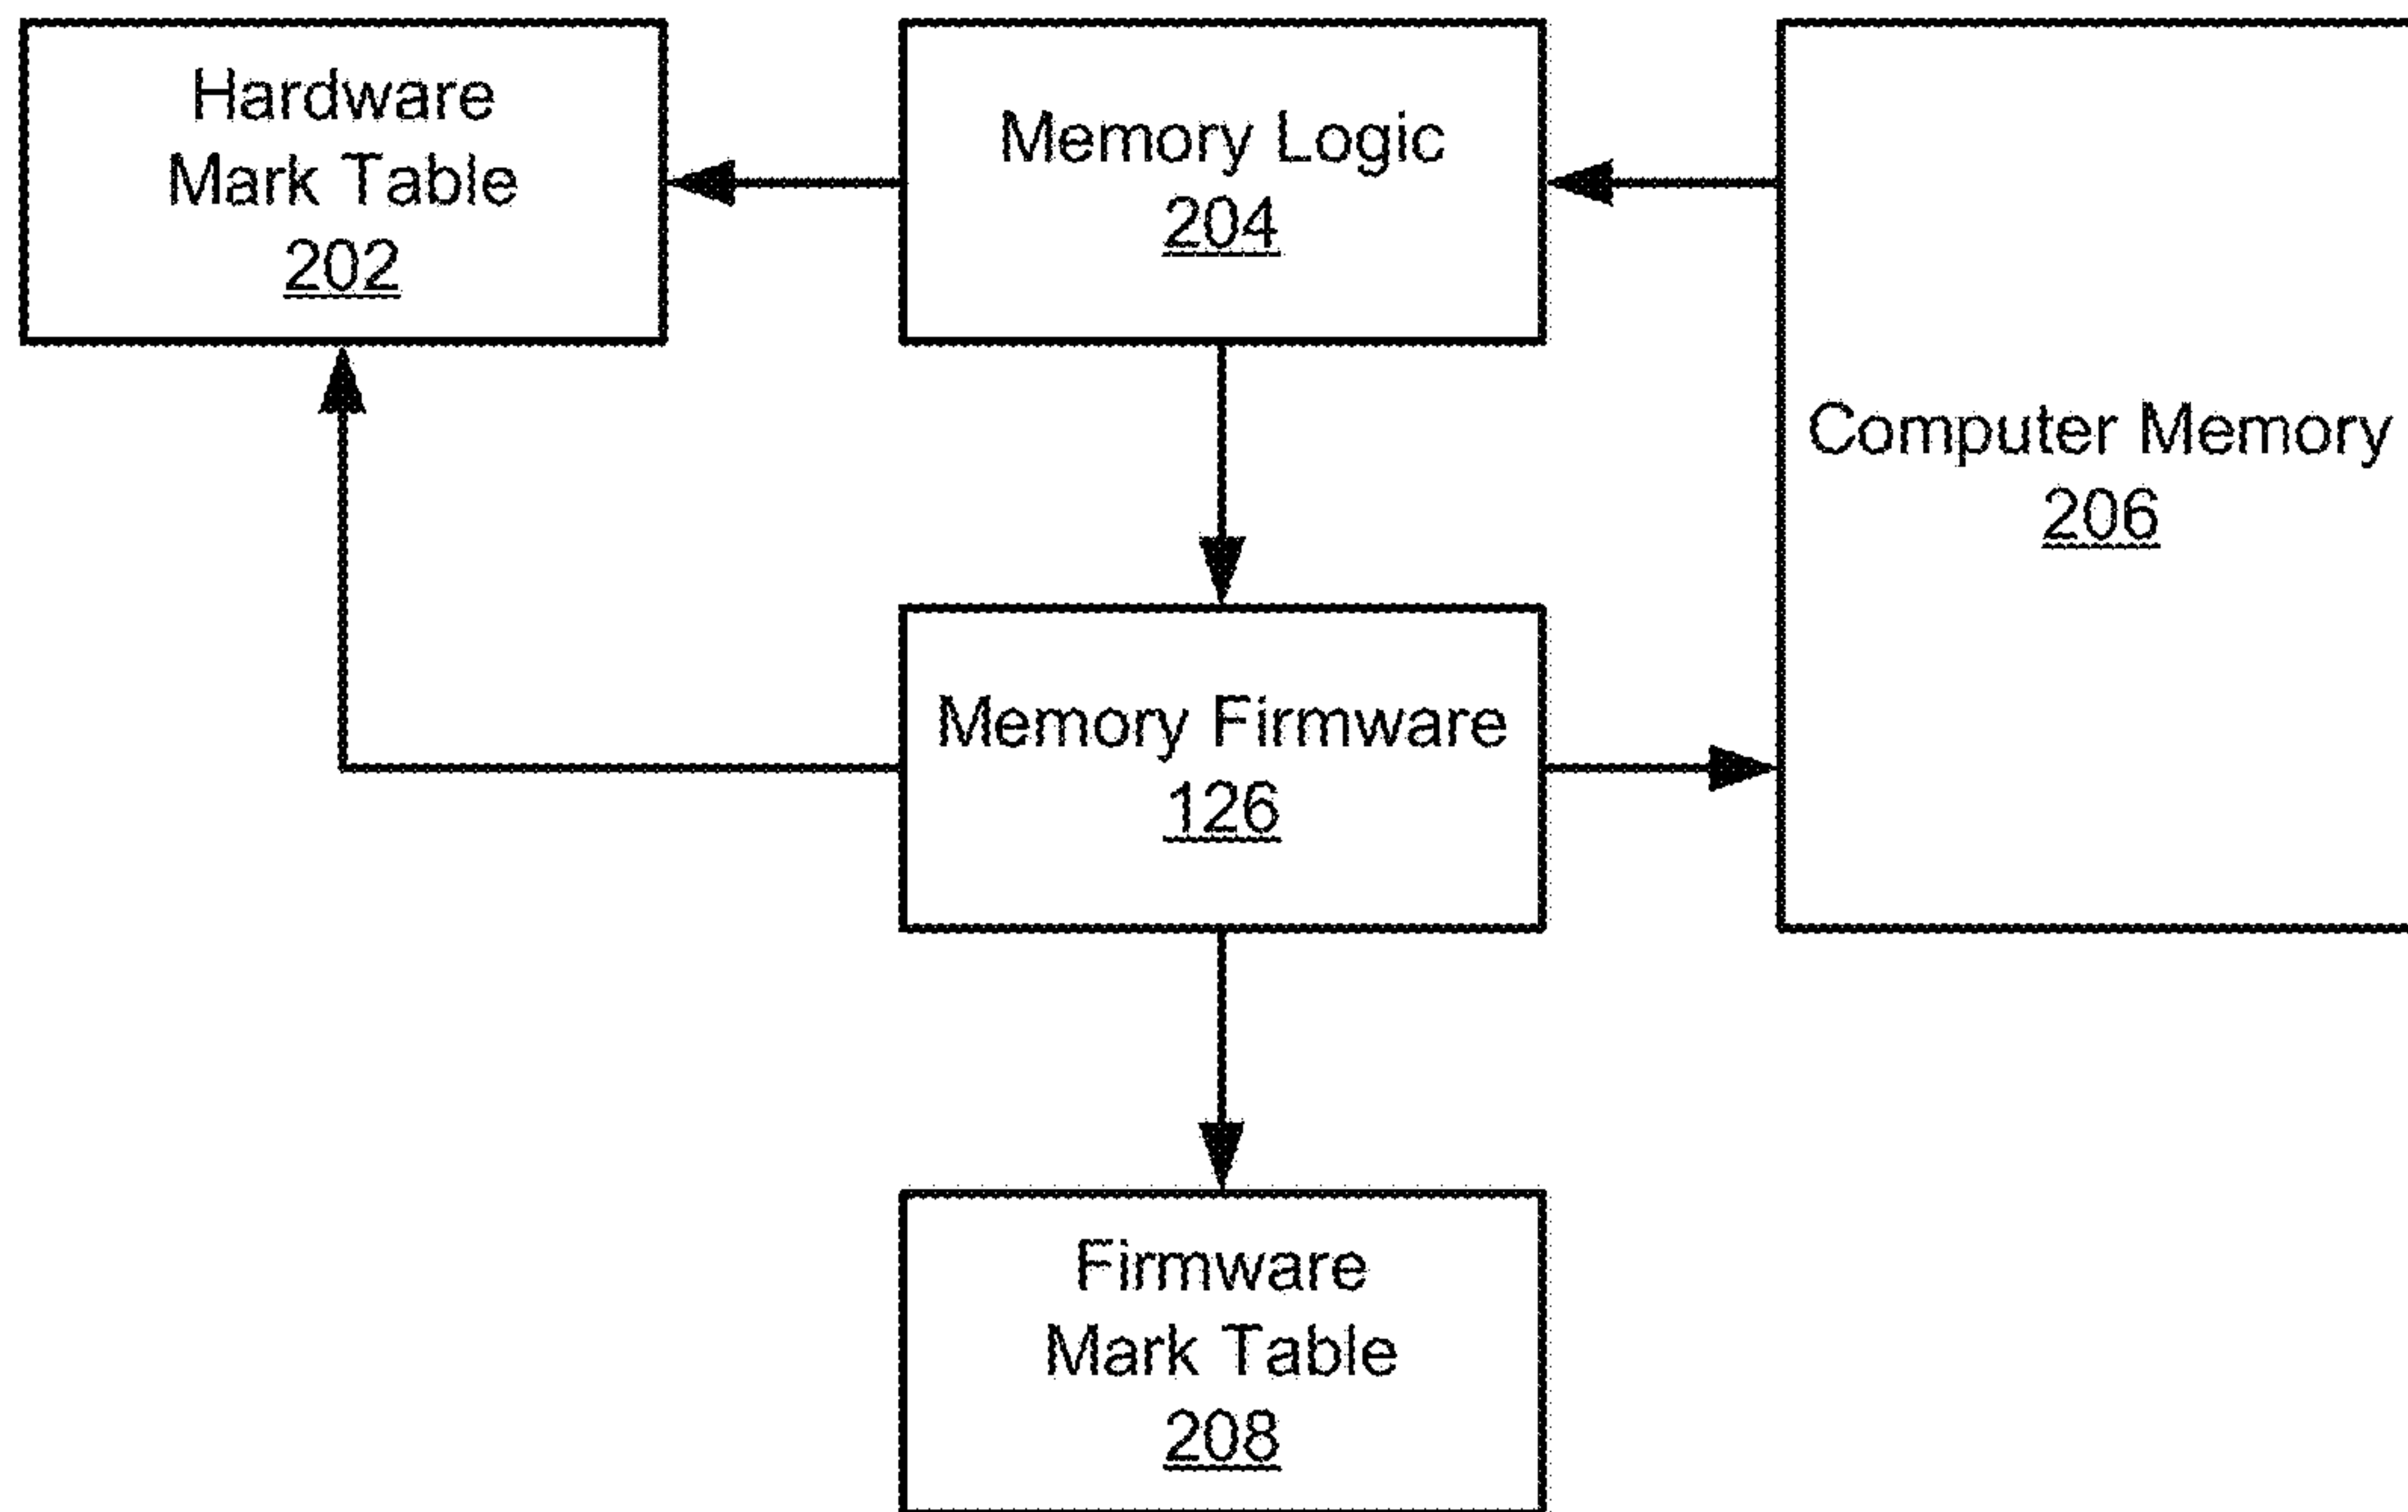 Hardware
Mark Table
202
Memory Logic
204
Computer Memory
206
Memory Firmware
126
Firmware
Mark Table
208